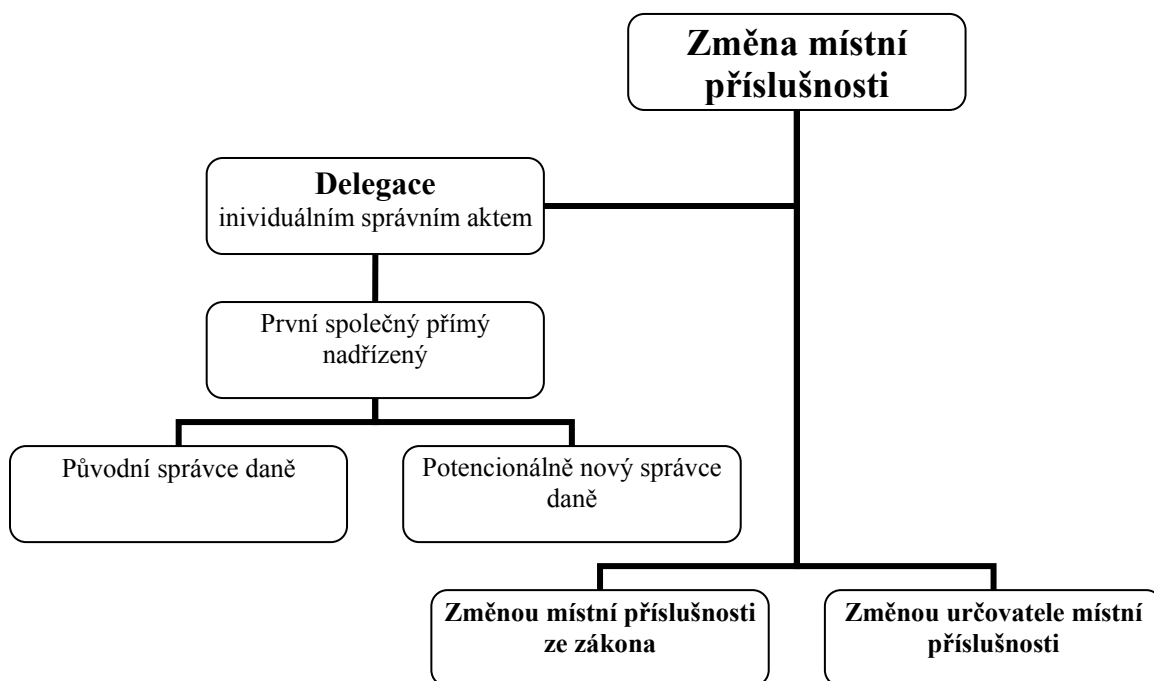 Změna místní
příslušnosti
Delegace
inividuálním správním aktem
První společný přímý
nadřízený
Původní správce daně
Potencionálně nový správce
daně
Změnou místní příslušnosti
ze zákona
Změnou určovatele místní
příslušnosti